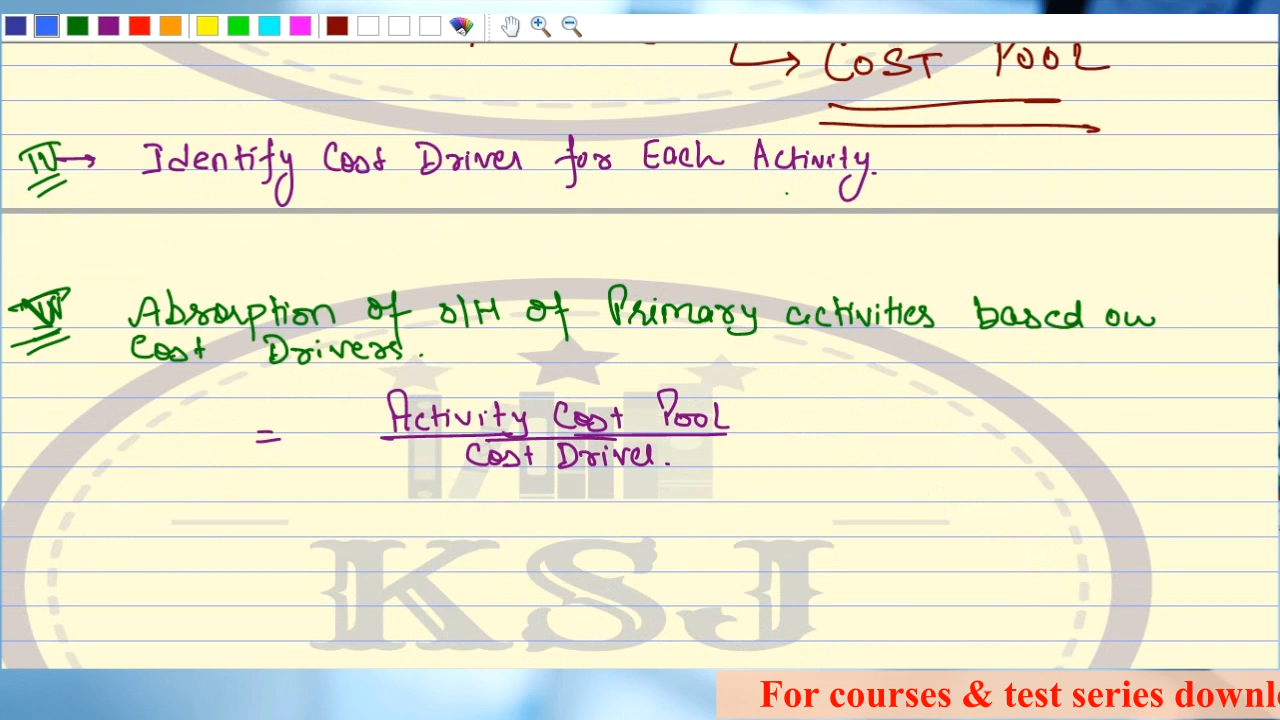 → COST POOL
IV → Identify Cost Driver for Each Activity.
V Absorption of O/H of Primary activities based on
Cost Drivers.
= Activity Cost Pool
Cost Driver.
KSJ
For courses & test series downl